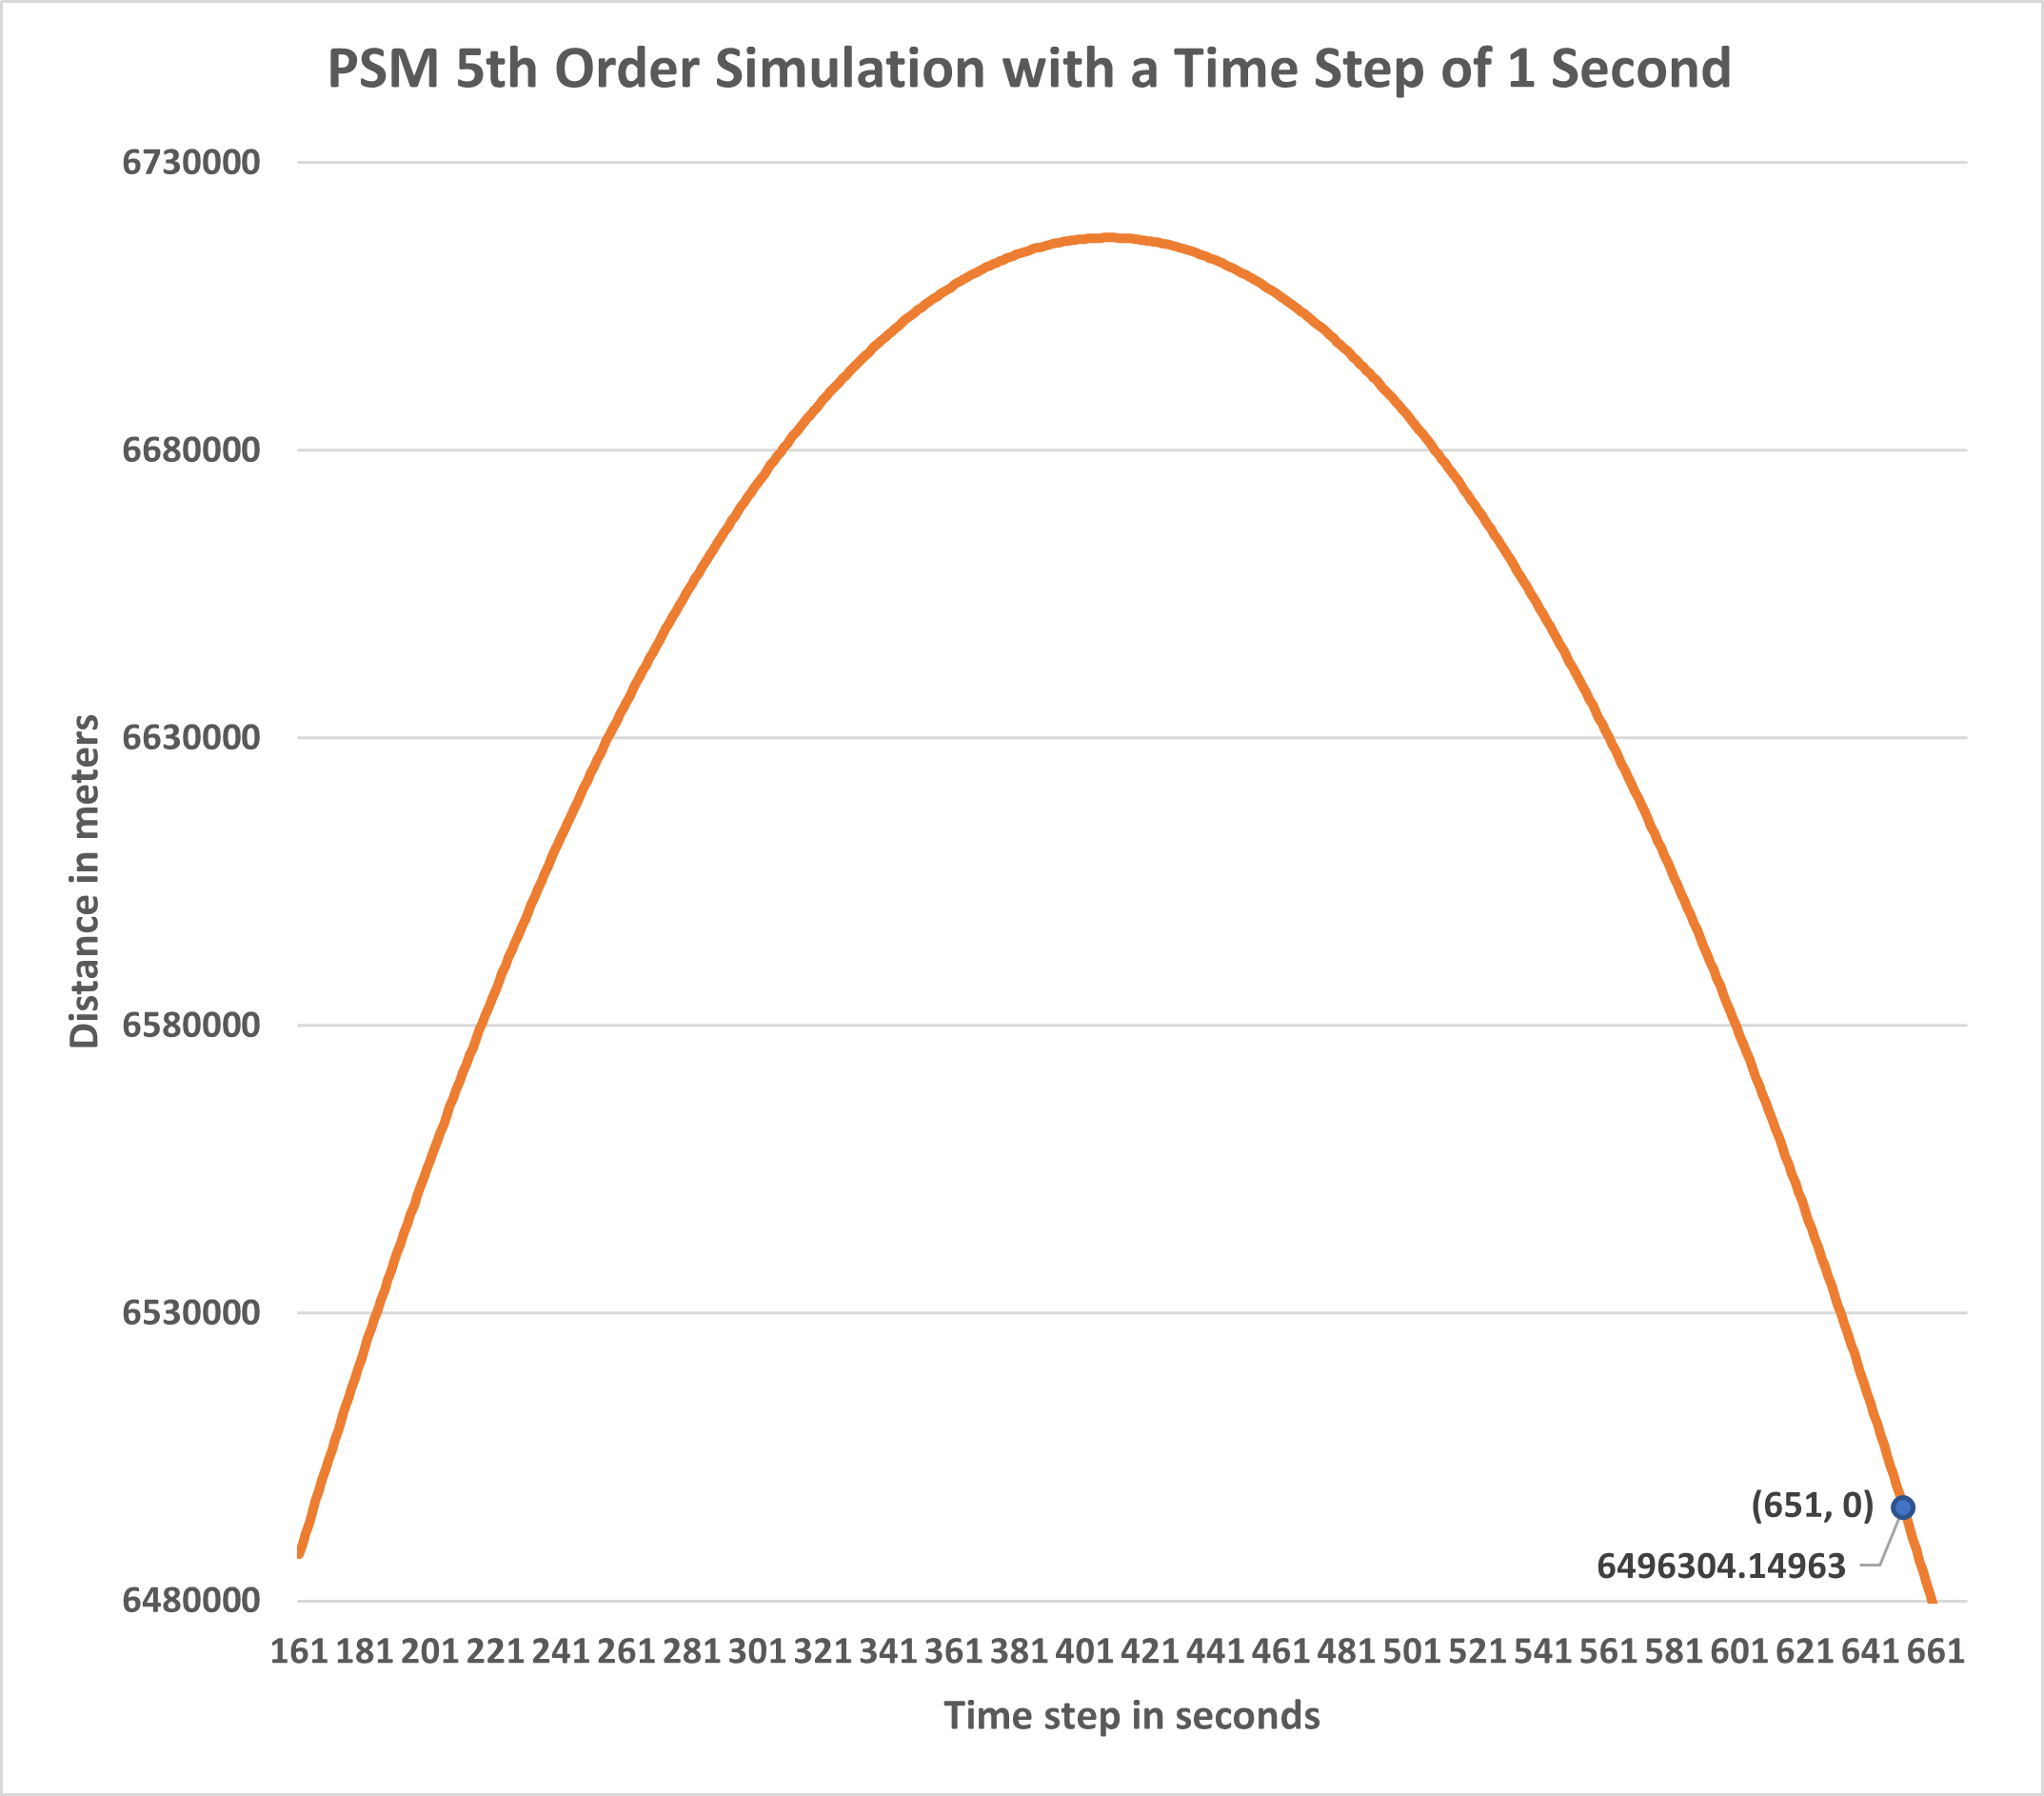 PSM 5th Order Simulation with a Time Step of 1 Second
6730000
6680000
6630000
6580000
6530000
6480000
Distance in meters
(651, 0)
6496304.14963
161 181 201 221 241 261 281 301 321 341 361 381 401 421 441 461 481 501 521 541 561 581 601 621 641 661
Time step in seconds